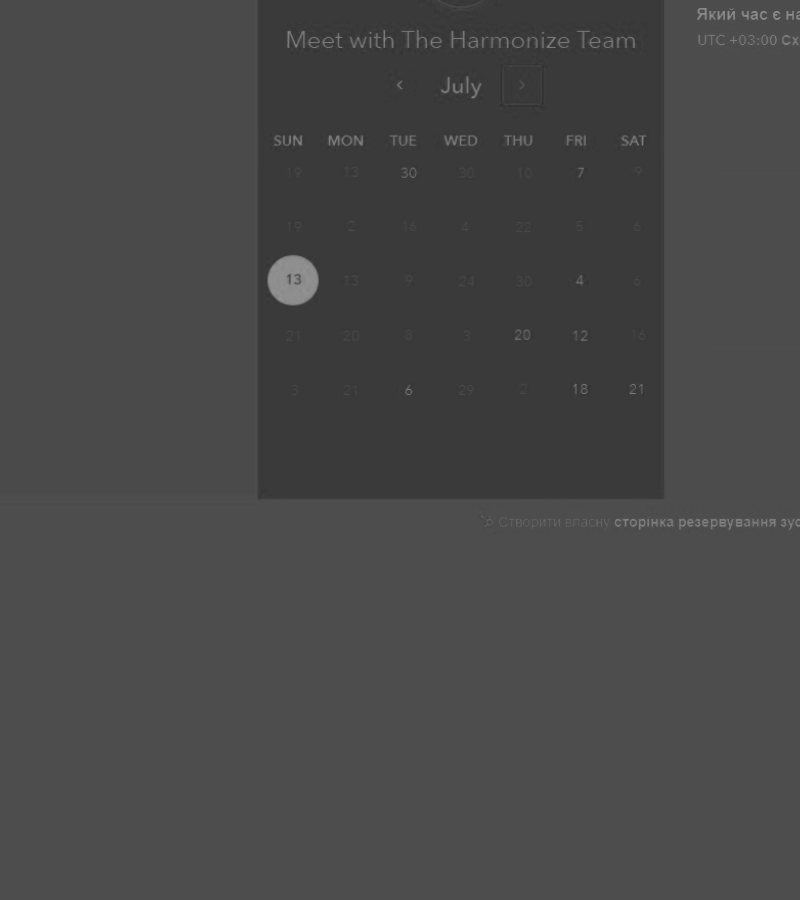 Meet with The Harmonize Team
Який час є на
UTC +03:00 Сх
‹ July ›
SUN MON TUE WED THU FRI SAT
19 13 30 30 10 7 9
19 2 16 4 22 5 6
13 13 9 24 30 4 6
21 20 8 3 20 12 16
3 21 6 29 2 18 21
Створити власну сторінка резервування зус